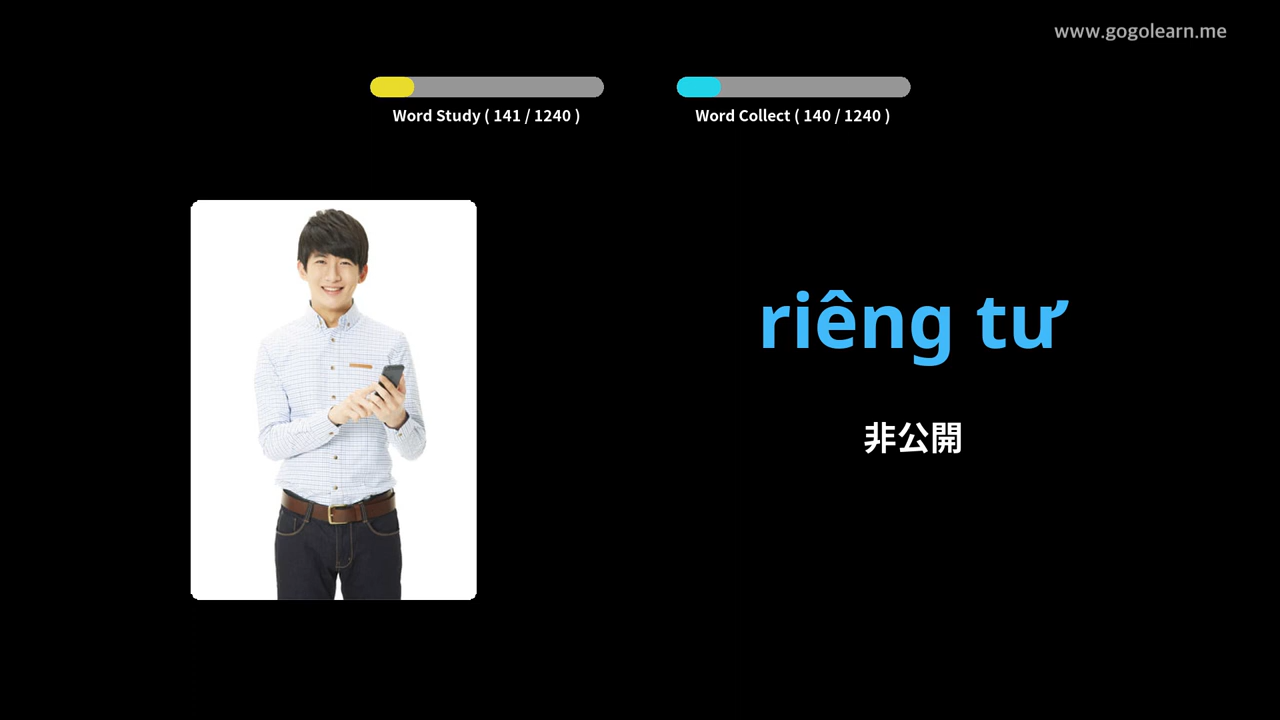 www.gogolearn.me
Word Study ( 141 / 1240 )
Word Collect ( 140 / 1240 )
riêng tư
非公開